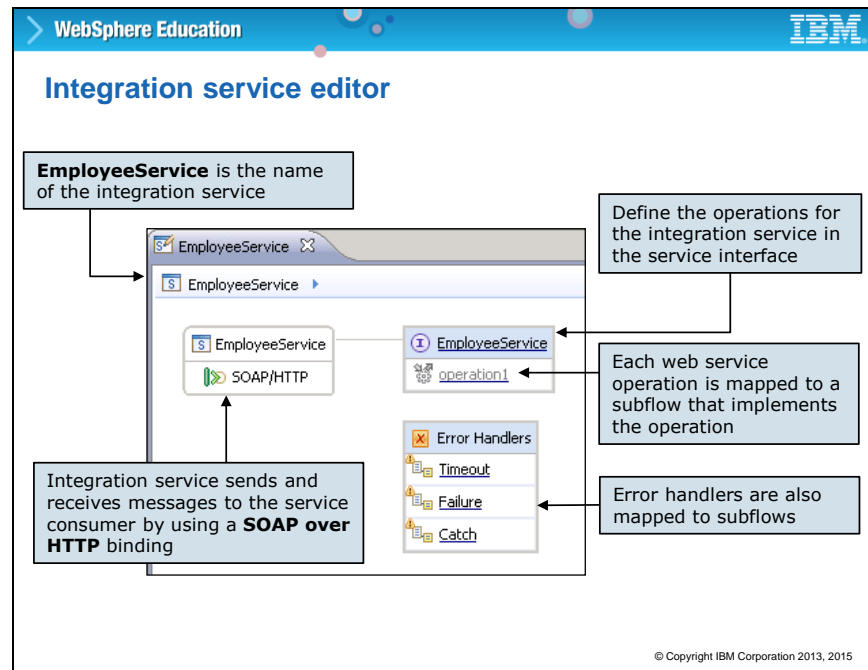 WebSphere Education
IBM
Integration service editor
EmployeeService is the name
of the integration service
Define the operations for
the integration service in
the service interface
EmployeeService
EmployeeService
EmployeeService
SOAP/HTTP
EmployeeService
operation1
Each web service
operation is mapped to a
subflow that implements
the operation
Error Handlers
Timeout
Failure
Catch
Integration service sends and
receives messages to the service
consumer by using a SOAP over
HTTP binding
Error handlers are also
mapped to subflows
© Copyright IBM Corporation 2013, 2015